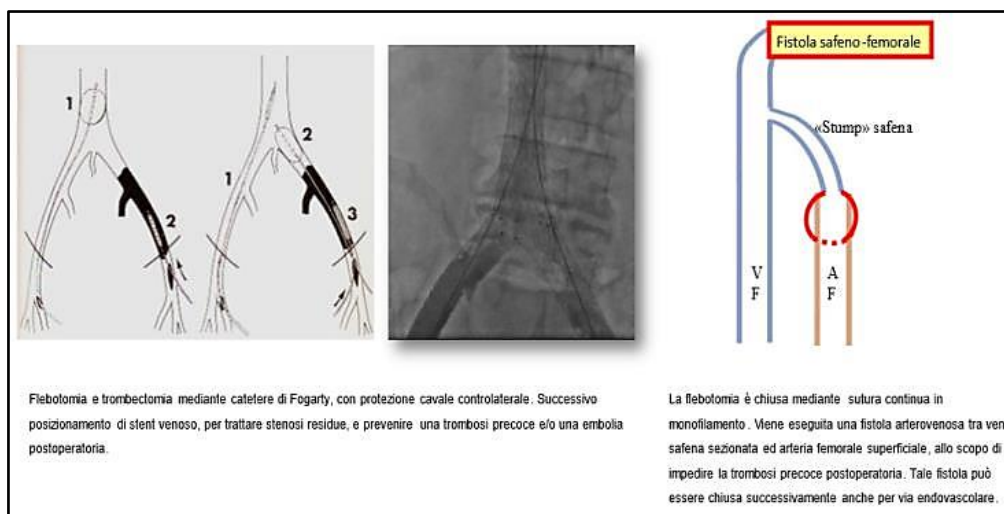 1
2
1
2
3
Fistola safeno-femorale
«Stump» safena
V
F
A
F
Flebotomia e trombectomia mediante catetere di Fogarty, con protezione cavale controlaterale. Successivo
posizionamento di stent venoso, per trattare stenosi residue, e prevenire una trombosi precoce e/o una embolia
postoperatoria.
La flebotomia è chiusa mediante sutura continua in
monofilamento. Viene eseguita una fistola arterovenosa tra ven
safena sezionata ed arteria femorale superficiale, allo scopo di
impedire la trombosi precoce postoperatoria. Tale fistola può
essere chiusa successivamente anche per via endovascolare.